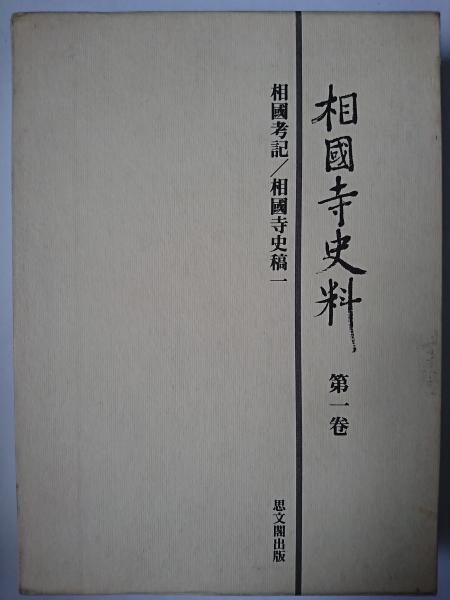 相國寺史料
第一卷
相國考記／相國寺史稿一
思文閣出版